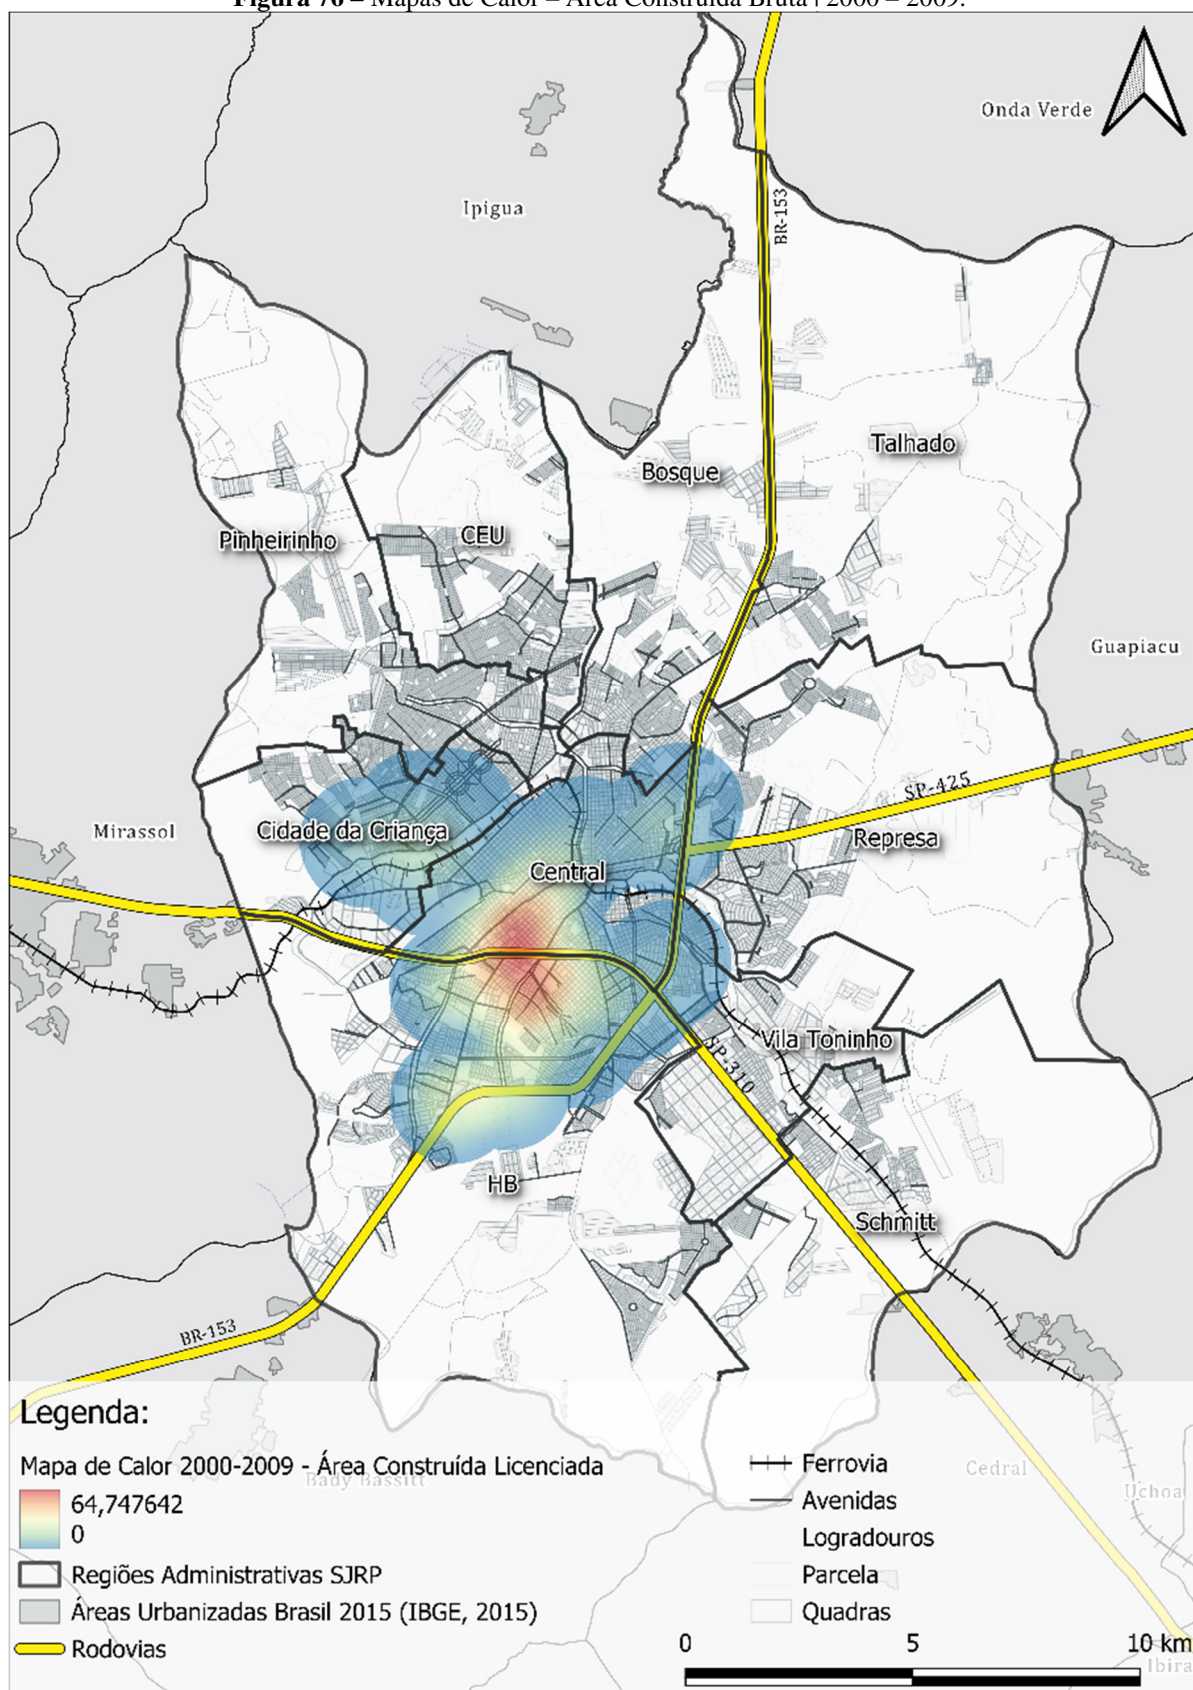 Figura 76 – Mapas de Calor – Área Construída Bruta | 2000 – 2009.
Onda Verde
Ipigua
BR-153
Talhado
Bosque
Pinheirinho
CEU
Guapiacu
SP-425
Mirassol
Cidade da Criança
Represa
Central
Vila Toninho
SP-310
HB
Schmitt
BR-153
Legenda:
Mapa de Calor 2000-2009 - Área Construída Licenciada
64,747642
0
Regiões Administrativas SJRP
Áreas Urbanizadas Brasil 2015 (IBGE, 2015)
Rodovias
Bady Bassitt
Ferrovia
Avenidas
Logradouros
Parcela
Quadras
Cedral
Uchoa
0 5 10 km
Ibira